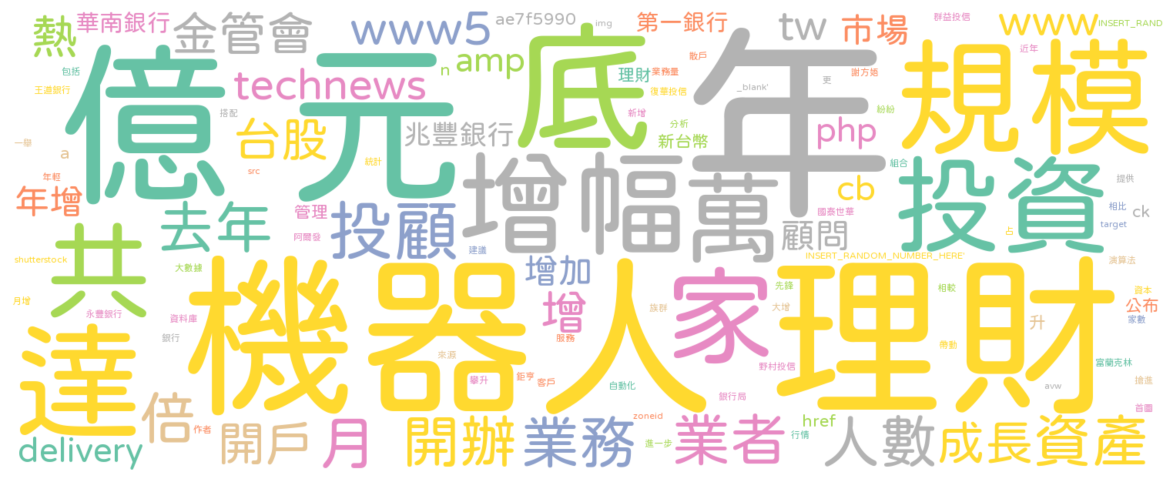 熱
華南銀行
金管會
www5
ae7f5990
img
第一銀行
群益投信
tw
市場
www
INSERT_RAND
包括
王道銀行
億元
technews
n
amp
底
理財
散戶
業務量
復華投信
_blank'
年
更
謝方娪
近年
規模
搭配
新增
分析
一舉
a
台股
統計
src
兆豐銀行
新台幣
php
紛紛
年輕
年增
去年
管理
阿爾發
投顧
建議
增幅
萬
cb
國泰世華
顧問
組合
投資
提供
相比
target
ck
占
共
shutterstock
大數據
增加
INSERT_RANDOM_NUMBER_HERE'
演算法
月增
永豐銀行
資料庫
銀行
機器人
增
服務
族群
家
先鋒
大增
理財
相較
升
帶動
資本
公布
家數
達
來源
攀升
鉅亨
客戶
自動化
野村投信
銀行局
avw
富蘭克林
搶進
首圖
倍
作者
delivery
開戶
月
開辦
業務
zoneid
進一步
業者
href
行情
人數
成長
資產